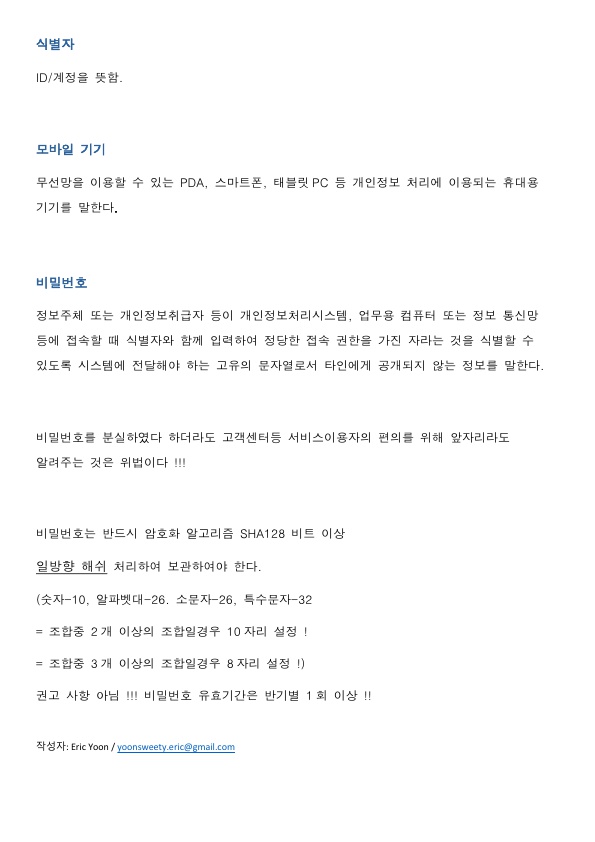 식별자
ID/계정을 뜻함.
모바일 기기
무선망을 이용할 수 있는 PDA, 스마트폰, 태블릿 PC 등 개인정보 처리에 이용되는 휴대용
기기를 말한다.
비밀번호
정보주체 또는 개인정보취급자 등이 개인정보처리시스템, 업무용 컴퓨터 또는 정보 통신망
등에 접속할 때 식별자와 함께 입력하여 정당한 접속 권한을 가진 자라는 것을 식별할 수
있도록 시스템에 전달해야 하는 고유의 문자열로서 타인에게 공개되지 않는 정보를 말한다.
비밀번호를 분실하였다 하더라도 고객센터등 서비스이용자의 편의를 위해 앞자리라도
알려주는 것은 위법이다 !!!
비밀번호는 반드시 암호화 알고리즘 SHA128 비트 이상
일방향 해쉬 처리하여 보관하여야 한다.
(숫자-10, 알파벳대-26. 소문자-26, 특수문자-32
= 조합중 2개 이상의 조합일경우 10자리 설정 !
= 조합중 3개 이상의 조합일경우 8자리 설정 !)
권고 사항 아님 !!! 비밀번호 유효기간은 반기별 1회 이상 !!
작성자: Eric Yoon / yoonsweety.eric@gmail.com